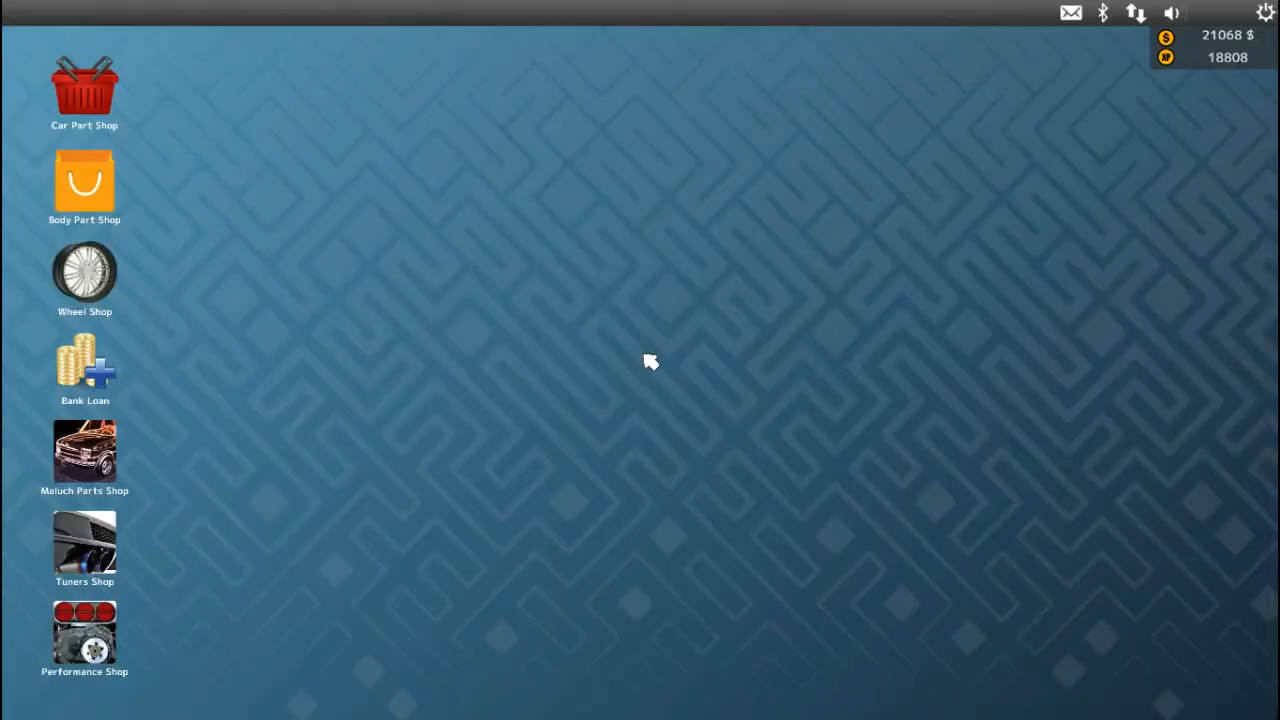 21068 $
18808
Car Part Shop
Body Part Shop
Wheel Shop
Bank Loan
Maluch Parts Shop
Tuners Shop
Performance Shop